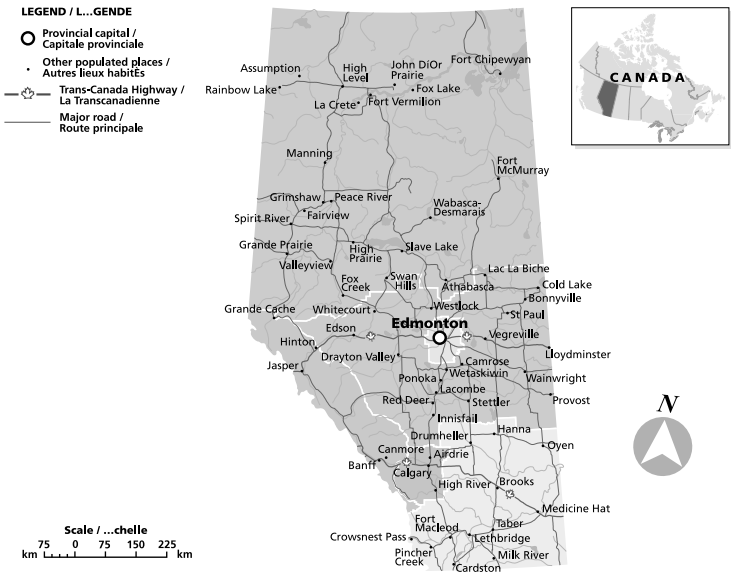 LEGEND / L...GENDE
Provincial capital /
Capitale provinciale
Other populated places /
Autres lieux habitÈs
Trans-Canada Highway /
La Transcanadienne
Major road /
Route principale
CANADA
Assumption
High
Level
John DiOr
Prairie
Fort Chipewyan
Rainbow Lake
Fox Lake
La Crete
Fort Vermilion
Manning
Fort
McMurray
Grimshaw
Peace River
Wabasca-
Desmarais
Fairview
Spirit River
Grande Prairie
High
Prairie
Slave Lake
Valleyview
Fox
Creek
Swan
Hills
Lac La Biche
Athabasca
Cold Lake
Bonnyville
Grande Cache
Whitecourt
Westlock
St Paul
Edson
Edmonton
Vegreville
Hinton
Drayton Valley
Lloydminster
Jasper
Camrose
Wetaskiwin
Ponoka
Wainwright
Lacombe
Red Deer
Stettler
Provost
Innisfail
Hanna
Drumheller
Oyen
Canmore
Airdrie
Banff
Calgary
High River
Brooks
Medicine Hat
Fort
Macleod
Taber
Crowsnest Pass
Lethbridge
Pincher
Creek
Milk River
Cardston
N
Scale / ...chelle
km 75 0 75 150 225 km